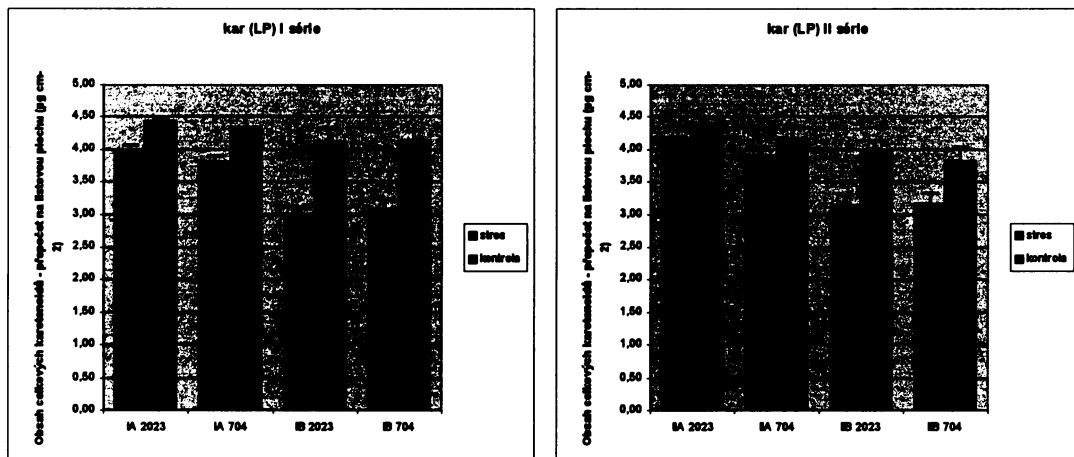 kar (LP) I série
Obsah celkových karotenoidů - přepočet na listovou plochu (µg cm-
2)
5,00
4,50
4,00
3,50
3,00
2,50
2,00
1,50
1,00
0,50
0,00
IA 2023
IA 704
IB 2023
IB 704
stres
kontrola
kar (LP) II série
Obsah celkových karotenoidů - přepočet na listovou plochu (µg cm-
2)
5,00
4,50
4,00
3,50
3,00
2,50
2,00
1,50
1,00
0,50
0,00
IIA 2023
IIA 704
IIB 2023
IIB 704
stres
kontrola